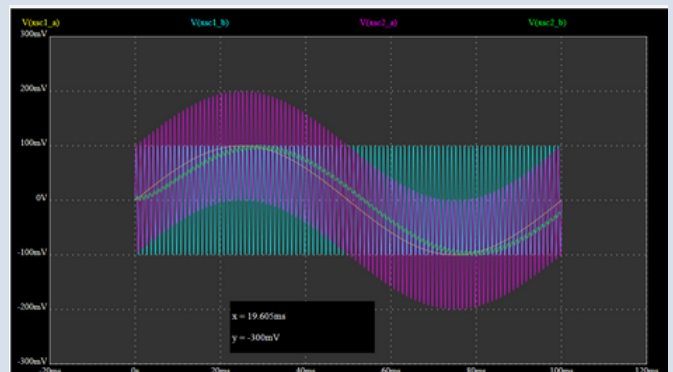 V(xsc1_a) V(xsc1_b) V(xsc2_a) V(xsc2_b)
300mV
200mV
100mV
0V
-100mV
-200mV
-300mV
x = 19.605ms
y = -300mV
-20ms 0s 20ms 40ms 60ms 80ms 100ms 120ms